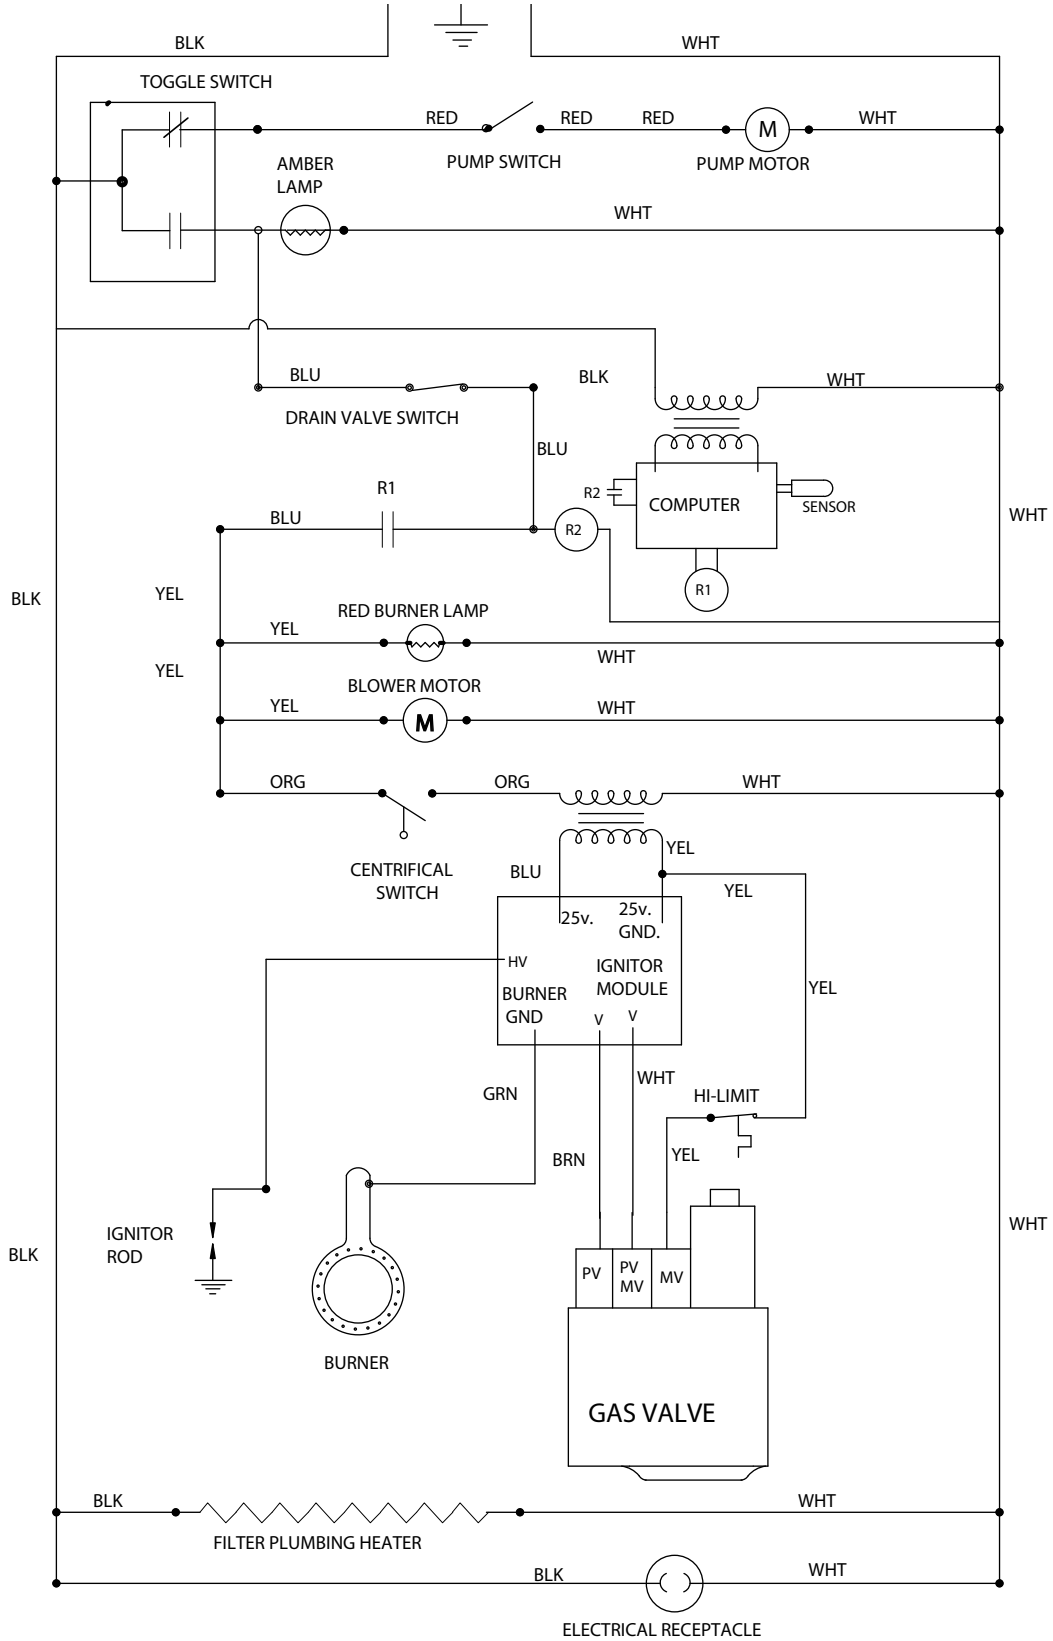 BLK
WHT
TOGGLE SWITCH
RED
RED
RED
M
WHT
PUMP SWITCH
PUMP MOTOR
AMBER
LAMP
WHT
BLU
BLK
WHT
DRAIN VALVE SWITCH
BLU
R1
R2
COMPUTER
SENSOR
BLU
R2
WHT
R1
BLK
YEL
RED BURNER LAMP
YEL
WHT
YEL
BLOWER MOTOR
YEL
M
WHT
ORG
ORG
WHT
YEL
CENTRIFICAL
SWITCH
BLU
YEL
25v.
25v.
GND.
HV
IGNITOR
MODULE
BURNER
GND
V
V
YEL
WHT
GRN
HI-LIMIT
BRN
YEL
IGNITOR
ROD
WHT
BLK
PV
PV
MV
MV
BURNER
GAS VALVE
BLK
WHT
FILTER PLUMBING HEATER
BLK
WHT
ELECTRICAL RECEPTACLE